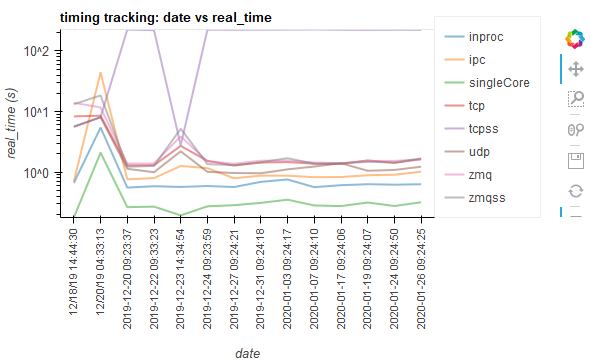 timing tracking: date vs real_time
real_time (s)
10^2
10^1
10^0
inproc
ipc
singleCore
tcp
tcpss
udp
zmq
zmqss
12/18/19 14:44:30
12/20/19 04:33:13
2019-12-20 09:23:37
2019-12-22 09:33:23
2019-12-23 14:34:54
2019-12-24 09:23:59
2019-12-27 09:24:21
2019-12-31 09:24:18
2020-01-03 09:24:17
2020-01-07 09:24:10
2020-01-17 09:24:06
2020-01-19 09:24:07
2020-01-24 09:24:50
2020-01-26 09:24:25
date